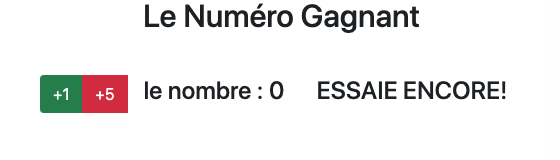 Le Numéro Gagnant
+1 +5 le nombre : 0 ESSAIE ENCORE!